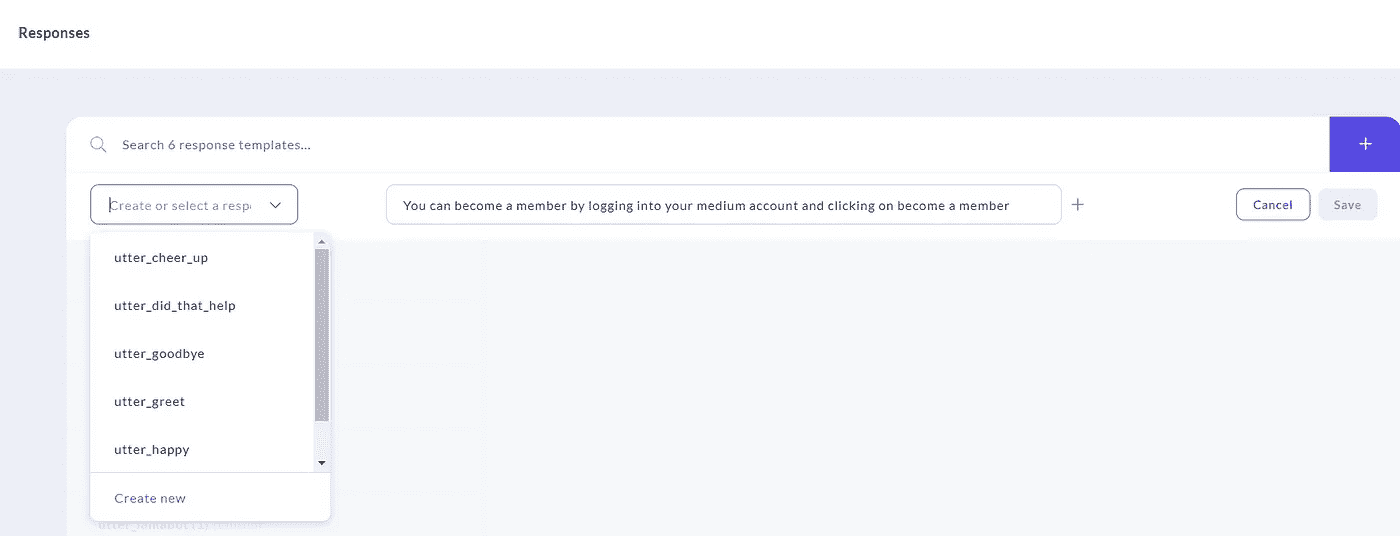 Responses
Search 6 response templates...
Create or select a resp
You can become a member by logging into your medium account and clicking on become a member
Cancel
Save
utter_cheer_up
utter_did_that_help
utter_goodbye
utter_greet
utter_happy
Create new